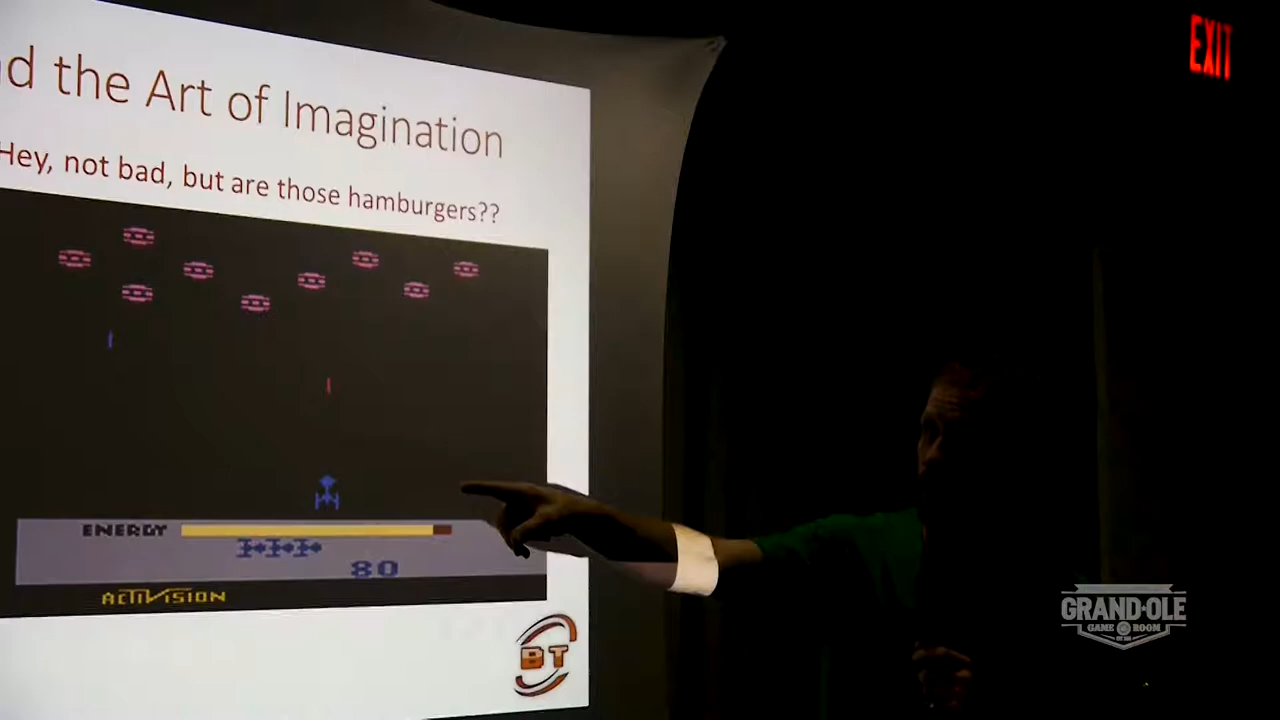 d the Art of Imagination
EXIT
Hey, not bad, but are those hamburgers??
ENERGY
80
ACTIVISION
BT
GRAND OLE
GAME ROOM